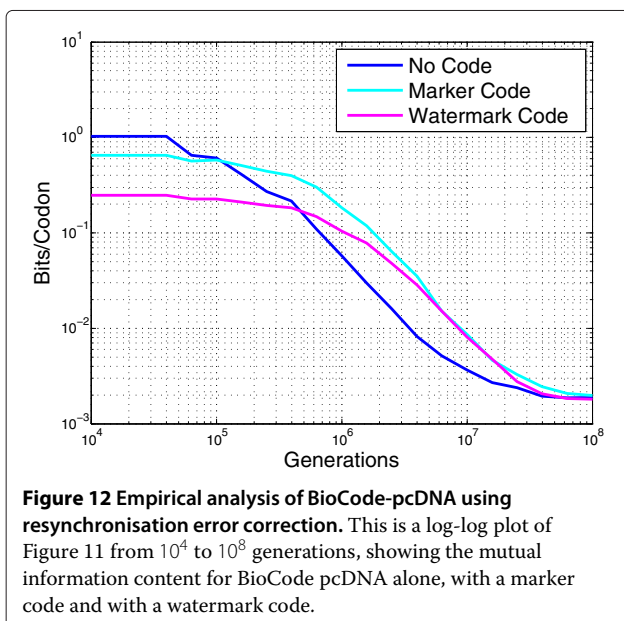 10^1
10^0
10^-1
10^-2
10^-3
Bits/Codon
No Code
Marker Code
Watermark Code
10^4
10^5
10^6
10^7
10^8
Generations
Figure 12 Empirical analysis of BioCode-pcDNA using
resynchronisation error correction. This is a log-log plot of
Figure 11 from 10^4 to 10^8 generations, showing the mutual
information content for BioCode pcDNA alone, with a marker
code and with a watermark code.